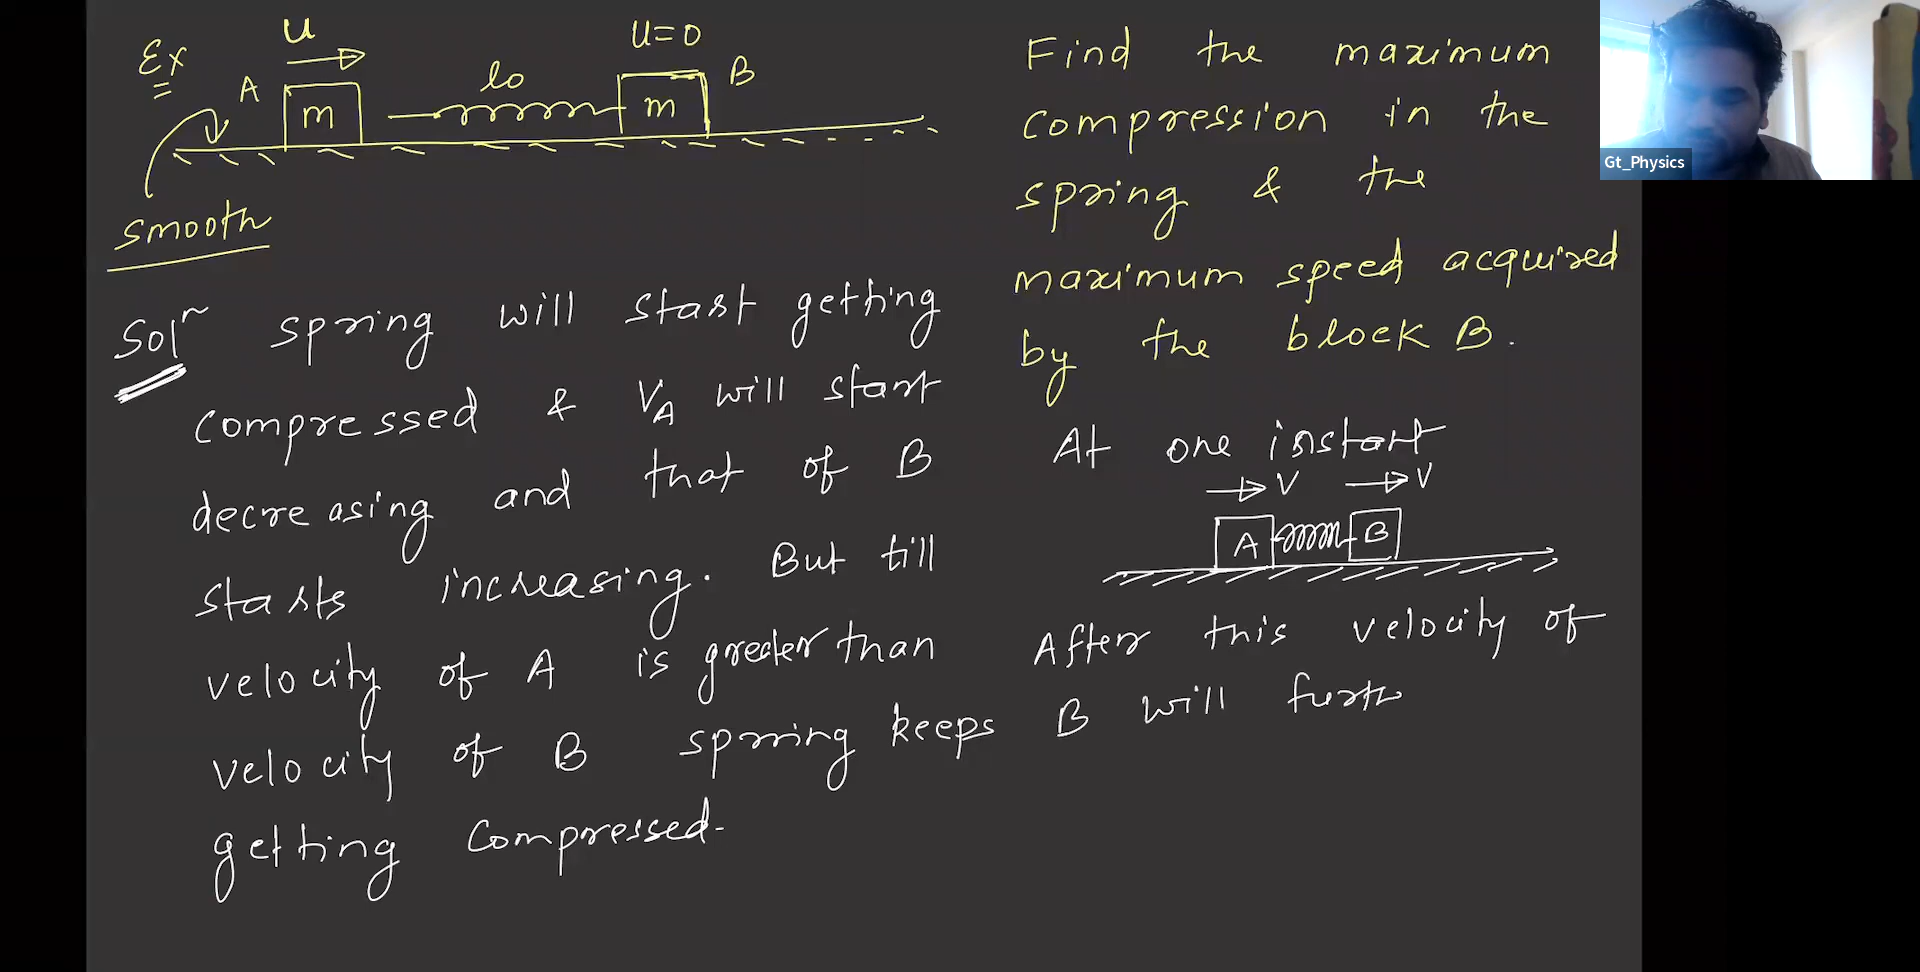 Ex
u
u=0
A
m
lo
m
B
smooth
Find the maximum
compression in the
spring & the
maximum speed acquired
by the block B.
Gt_Physics
Soln spring will start getting
compressed & VA will start
decreasing and that of B
starts increasing. But till
velocity of A is greater than
velocity of B spring keeps
getting compressed.
At one instant
V V
A B
After this velocity of
B will furth